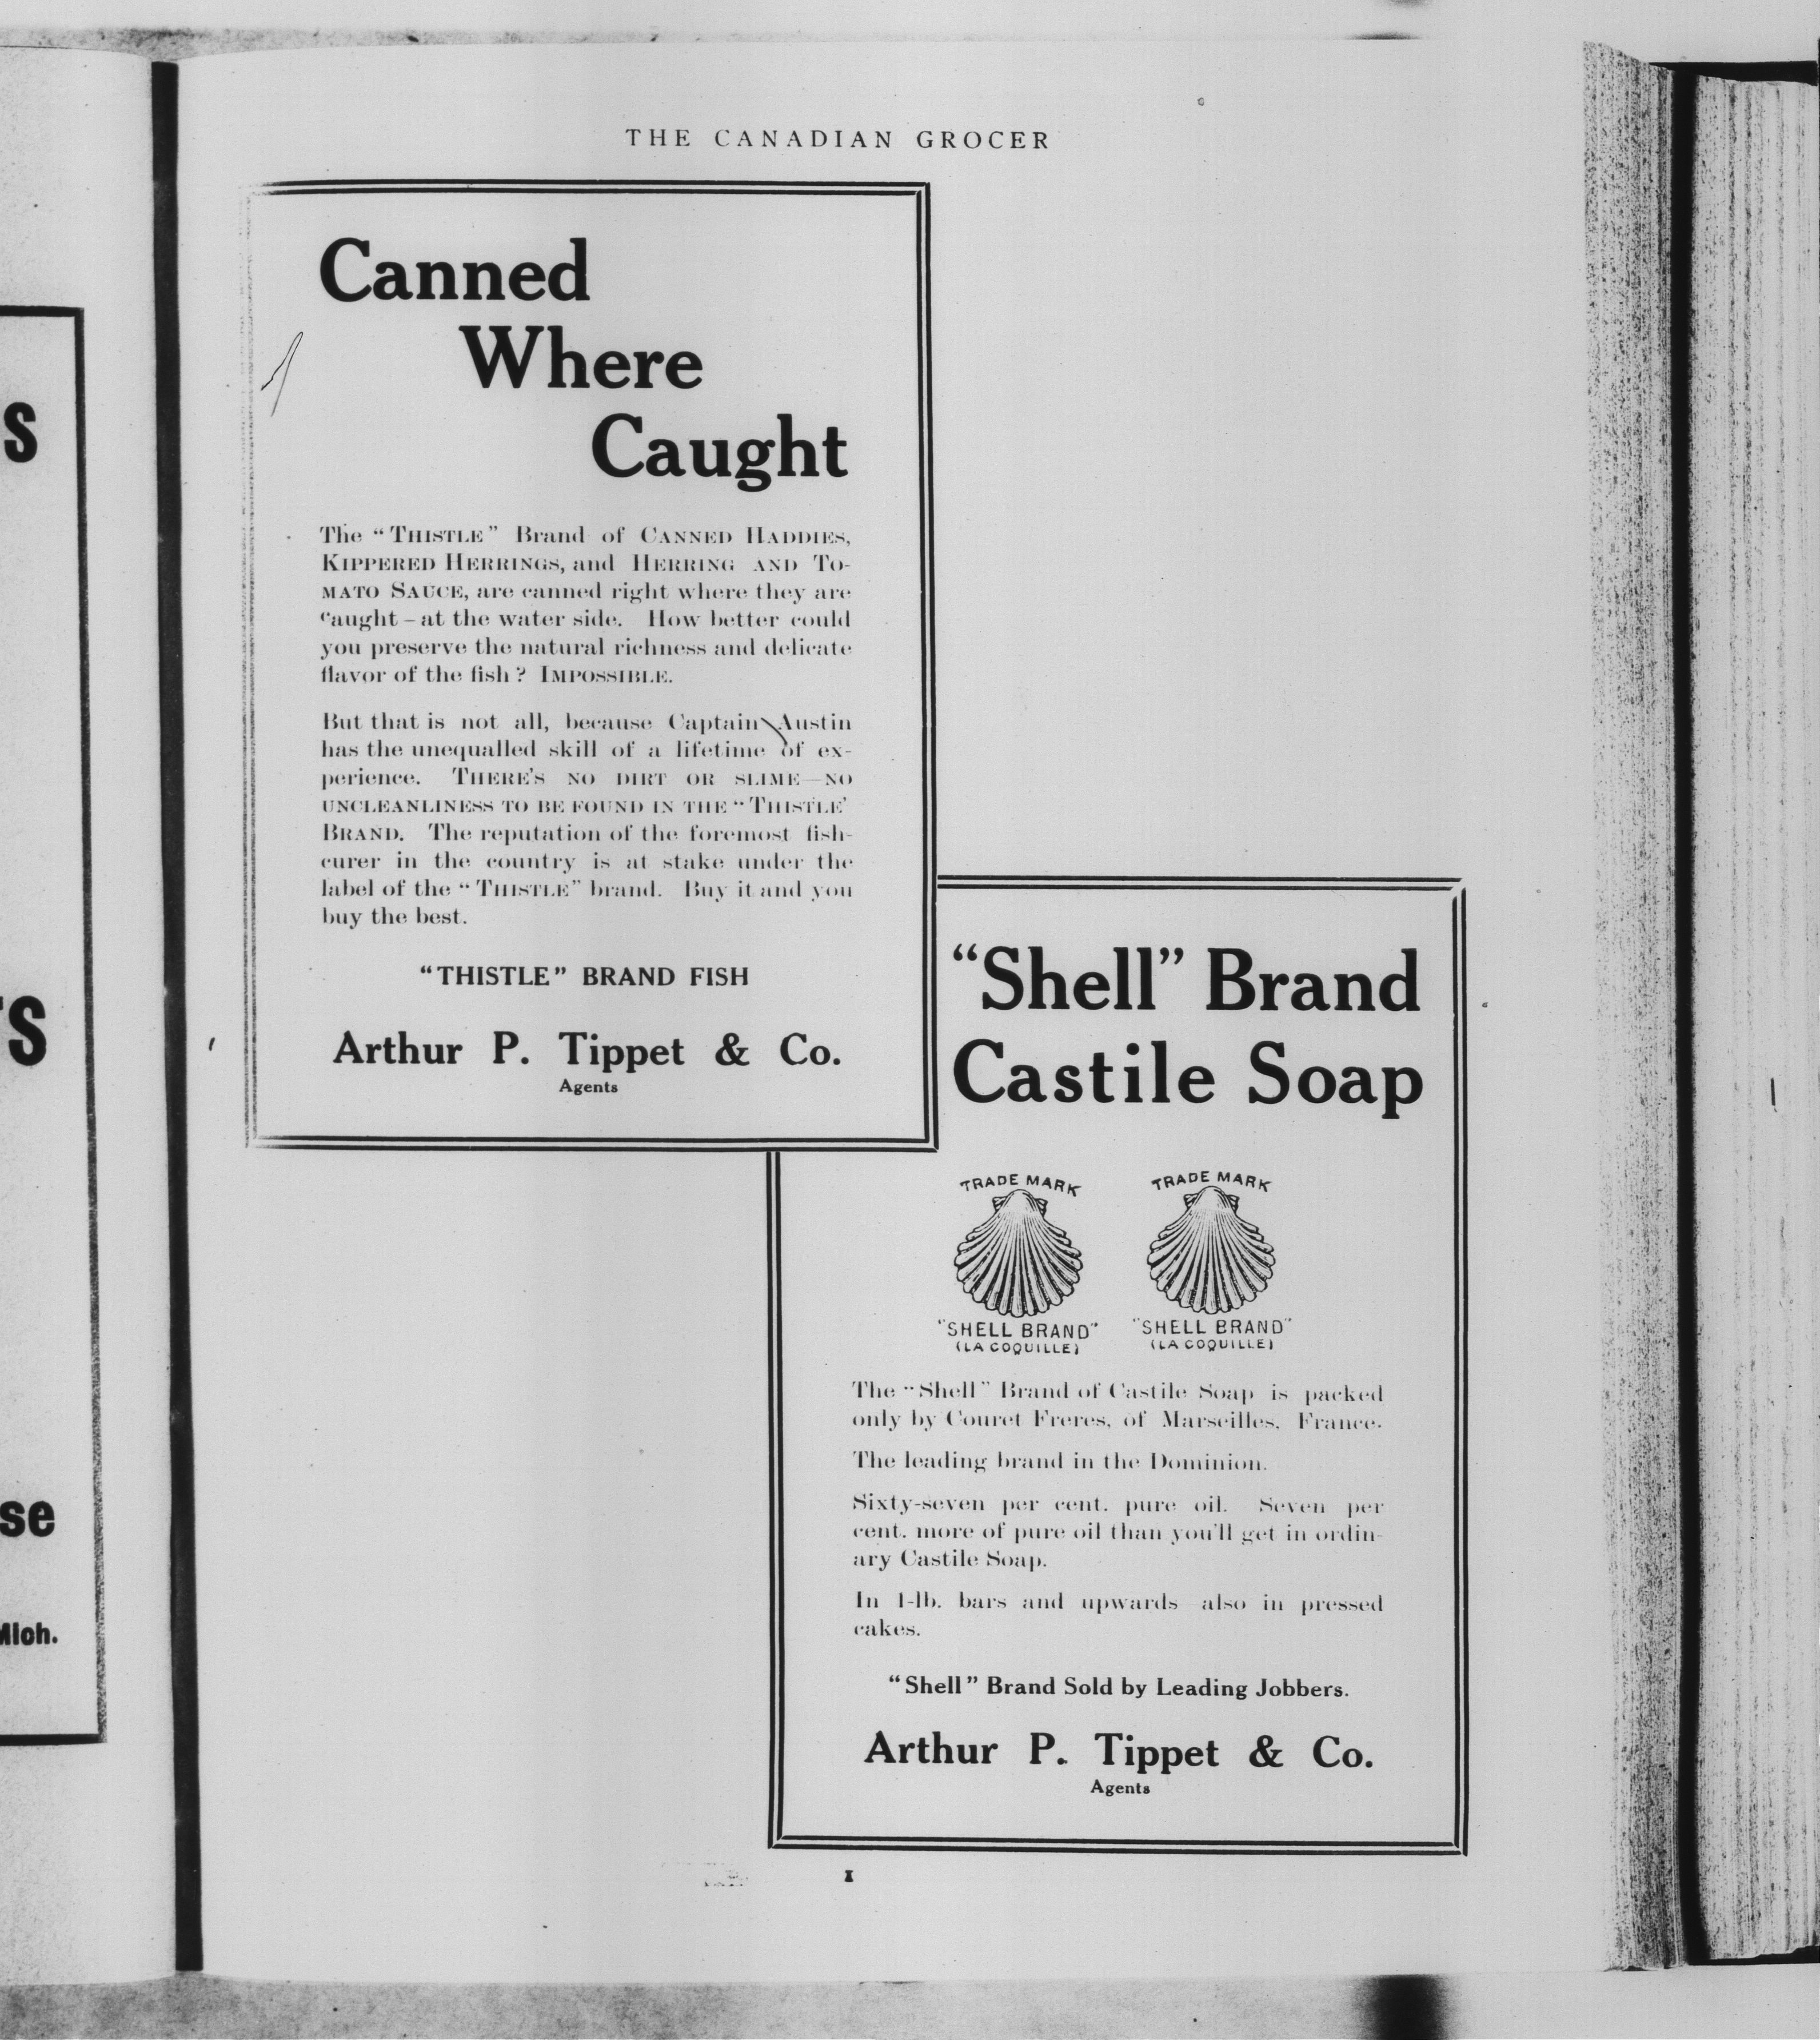 THE CANADIAN GROCER
Canned
Where
Caught
The "THISTLE" Brand of CANNED HADDIES,
KIPPERED HERRINGS, and HERRING AND TO-
MATO SAUCE, are canned right where they are
caught – at the water side. How better could
you preserve the natural richness and delicate
flavor of the fish? IMPOSSIBLE.
But that is not all, because Captain Austin
has the unequalled skill of a lifetime of ex-
perience. THERE'S NO DIRT OR SLIME—NO
UNCLEANLINESS TO BE FOUND IN THE "THISTLE'
BRAND. The reputation of the foremost fish-
curer in the country is at stake under the
label of the "THISTLE" brand. Buy it and you
buy the best.
"THISTLE" BRAND FISH
Arthur P. Tippet & Co.
Agents
"Shell" Brand
Castile Soap
TRADE MARK TRADE MARK
"SHELL BRAND" "SHELL BRAND"
(LA COQUILLE) (LA COQUILLE)
The "Shell" Brand of Castile Soap is packed
only by Couret Freres, of Marseilles, France.
The leading brand in the Dominion.
Sixty-seven per cent. pure oil. Seven per
cent. more of pure oil than you'll get in ordin-
ary Castile Soap.
In 1-lb. bars and upwards also in pressed
cakes.
"Shell" Brand Sold by Leading Jobbers.
Arthur P. Tippet & Co.
Agents
1
S
S
se
Mich.